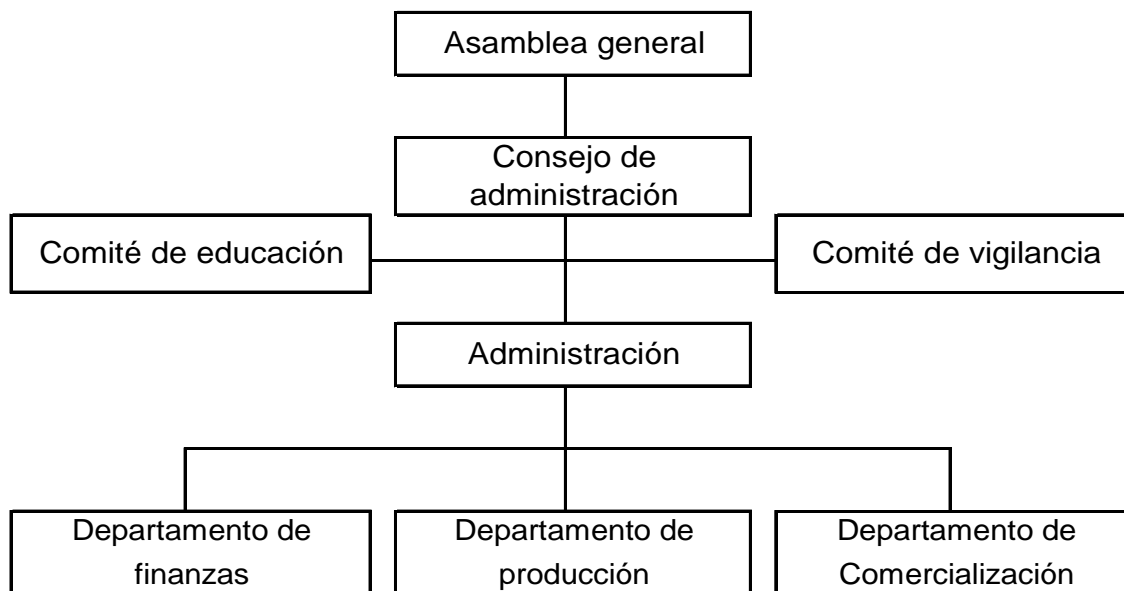 Asamblea general
Consejo de
administración
Comité de educación
Comité de vigilancia
Administración
Departamento de
finanzas
Departamento de
producción
Departamento de
Comercialización